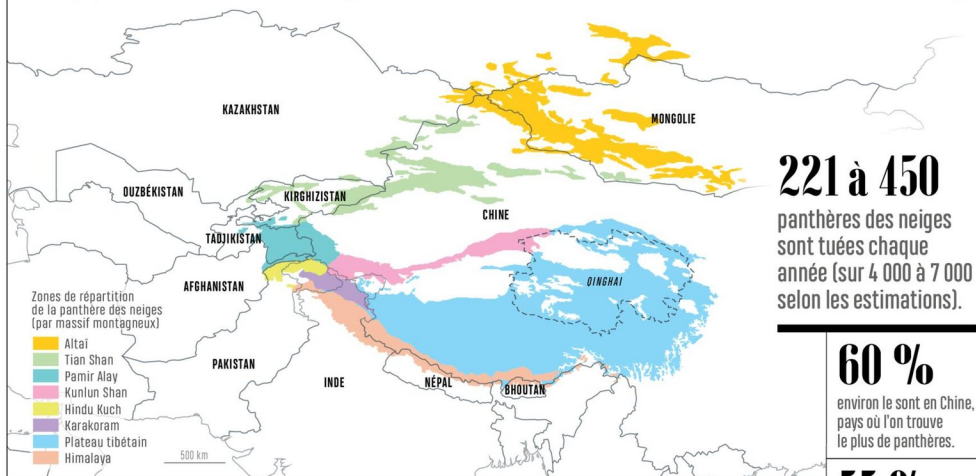 KAZAKHSTAN
MONGOLIE
OUZBÉKISTAN
KIRGHIZISTAN
CHINE
TADJIKISTAN
AFGHANISTAN
QINGHAI
PAKISTAN
INDE
NÉPAL
BHOUTAN
Zones de répartition
de la panthère des neiges
(par massif montagneux)
Altaï
Tian Shan
Pamir Alay
Kunlun Shan
Hindu Kuch
Karakoram
Plateau tibétain
Himalaya
500 km
221 à 450
panthères des neiges
sont tuées chaque
année (sur 4 000 à 7 000
selon les estimations).
60 %
environ le sont en Chine,
pays où l'on trouve
le plus de panthères.